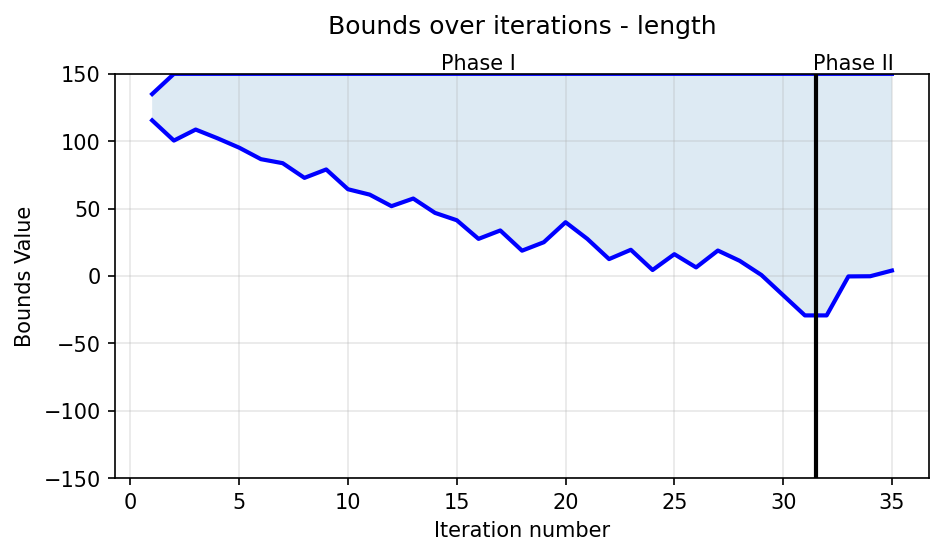 Bounds over iterations - length
Phase I
Phase II
Bounds Value
150
100
50
0
−50
−100
−150
0 5 10 15 20 25 30 35
Iteration number